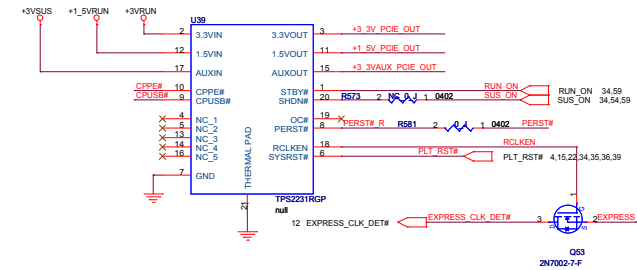 +3VSUS +1_5VRUN +3VRUN
U39
2 3.3VIN 3.3VOUT 3 +3_3V_PCIE_OUT
12 1.5VIN 1.5VOUT 11 +1_5V_PCIE_OUT
17 AUXIN AUXOUT 15 +3_3VAUX_PCIE_OUT
CPPE# 10 CPPE# STBY# 1 RUN_ON RUN_ON 34,59
CPUSB# 9 CPUSB# SHDN# 20 R573 2 NC_0_J 1 0402 SUS_ON SUS_ON 34,54,59
4 NC_1 OC# 19
5 NC_2 PERST# 8 PERST#_R R581 2 0_J 1 0402 PERST#
13 NC_3
14 NC_4 RCLKEN 18 RCLKEN
16 NC_5 SYSRST# 6 PLT_RST# PLT_RST# 4,15,22,34,35,36,39
7 GND
THERMAL PAD
21
TPS2231RGP
null
1
12 EXPRESS_CLK_DET# EXPRESS_CLK_DET# 3 D G S 2 EXPRESS
Q53
2N7002-7-F